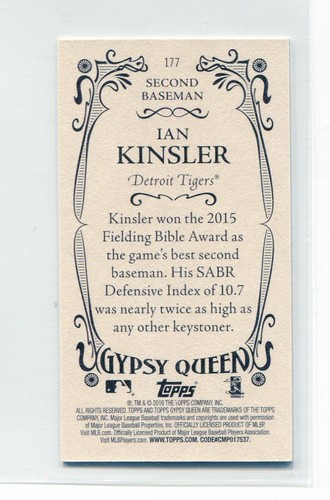 177
SECOND
BASEMAN
IAN
KINSLER
Detroit Tigers®
Kinsler won the 2015
Fielding Bible Award as
the game's best second
baseman. His SABR
Defensive Index of 10.7
was nearly twice as high as
any other keystoner.
GYPSY QUEEN
topps
®, TM & © 2016 THE TOPPS COMPANY, INC.
ALL RIGHTS RESERVED. TOPPS AND TOPPS GYPSY QUEEN ARE TRADEMARKS OF THE TOPPS
COMPANY, INC. Major League Baseball trademarks and copyrights are used with permission
of Major League Baseball Properties, Inc. OFFICIALLY LICENSED PRODUCT OF MLBP.
Visit MLB.com. Official Licensee of Major League Baseball Players Association.
Visit MLBPlayers.com. WWW.TOPPS.COM. CODE#CMP017537.